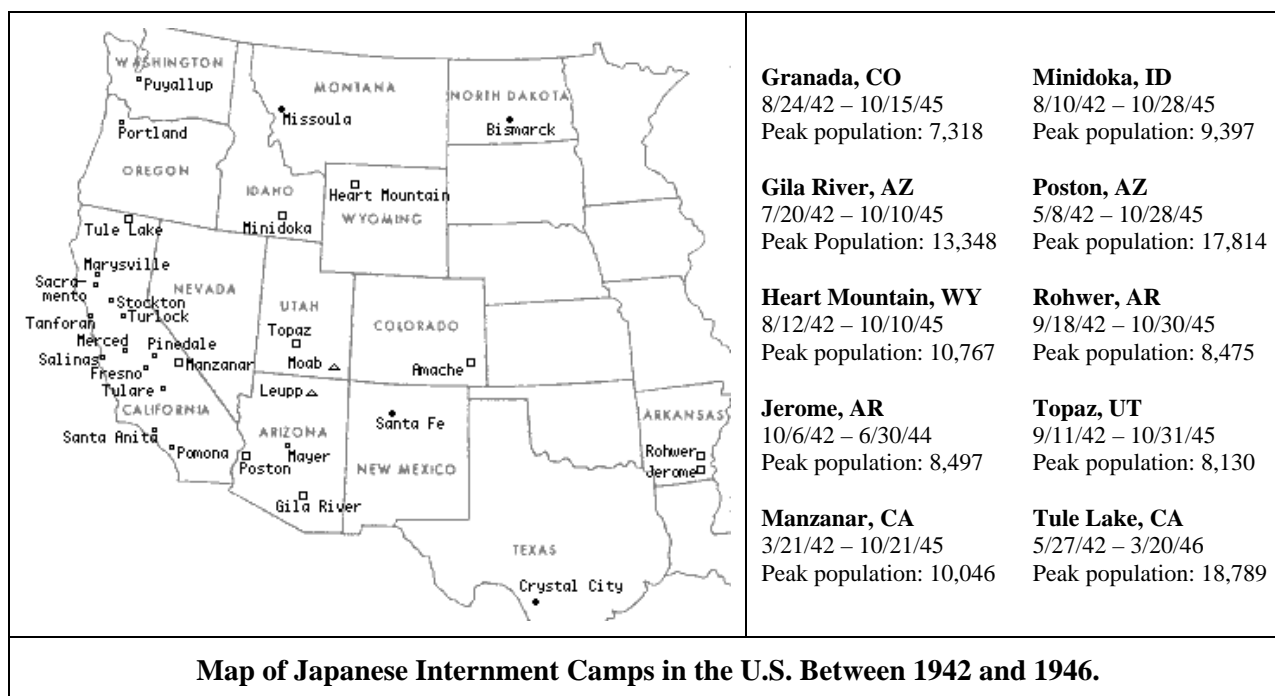 WASHINGTON
Puyallup
MONTANA
NORTH DAKOTA
Missoula
Bismarck
Portland
OREGON
IDAHO
Heart Mountain
WYOMING
Minidoka
Tule Lake
Marysville
Sacra-
mento
NEVADA
Stockton
UTAH
Tanforan
Turlock
COLORADO
Topaz
Merced
Pinedale
Salinas
Manzanar
Moab
Amache
Fresno
Tulare
Leupp
CALIFORNIA
Santa Fe
ARKANSAS
Santa Anita
ARIZONA
Pomona
Mayer
Rohwer
Poston
NEW MEXICO
Jerome
Gila River
TEXAS
Crystal City
Granada, CO
8/24/42 – 10/15/45
Peak population: 7,318
Gila River, AZ
7/20/42 – 10/10/45
Peak Population: 13,348
Heart Mountain, WY
8/12/42 – 10/10/45
Peak population: 10,767
Jerome, AR
10/6/42 – 6/30/44
Peak population: 8,497
Manzanar, CA
3/21/42 – 10/21/45
Peak population: 10,046
Minidoka, ID
8/10/42 – 10/28/45
Peak population: 9,397
Poston, AZ
5/8/42 – 10/28/45
Peak population: 17,814
Rohwer, AR
9/18/42 – 10/30/45
Peak population: 8,475
Topaz, UT
9/11/42 – 10/31/45
Peak population: 8,130
Tule Lake, CA
5/27/42 – 3/20/46
Peak population: 18,789
Map of Japanese Internment Camps in the U.S. Between 1942 and 1946.